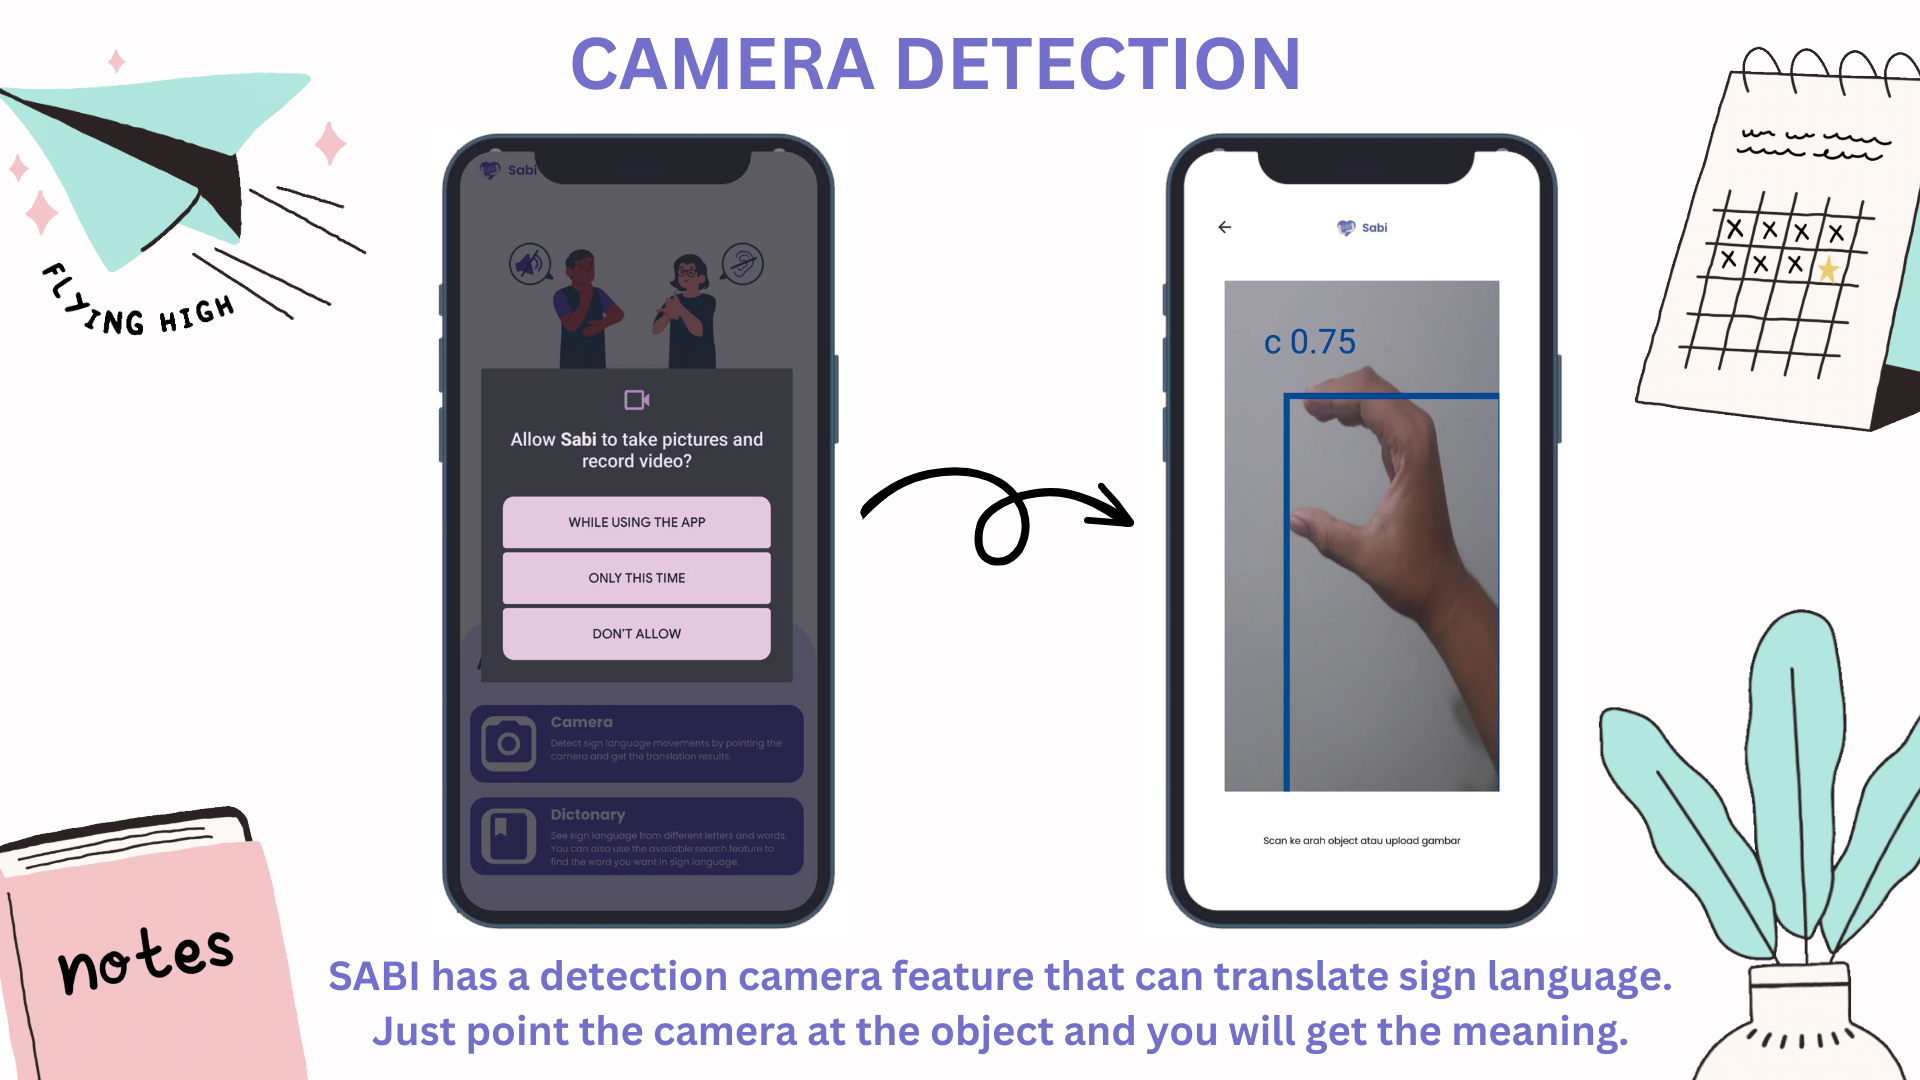 CAMERA DETECTION
FLYING HIGH
Sabi
Allow Sabi to take pictures and
record video?
WHILE USING THE APP
ONLY THIS TIME
DON'T ALLOW
Camera
Detect sign language movements by pointing the
camera and get the translation results.
Dictonary
See sign language from different letters and words.
You can also use the available search feature to
find the word you want in sign language.
Sabi
c 0.75
Scan ke arah object atau upload gambar
notes
SABI has a detection camera feature that can translate sign language.
Just point the camera at the object and you will get the meaning.